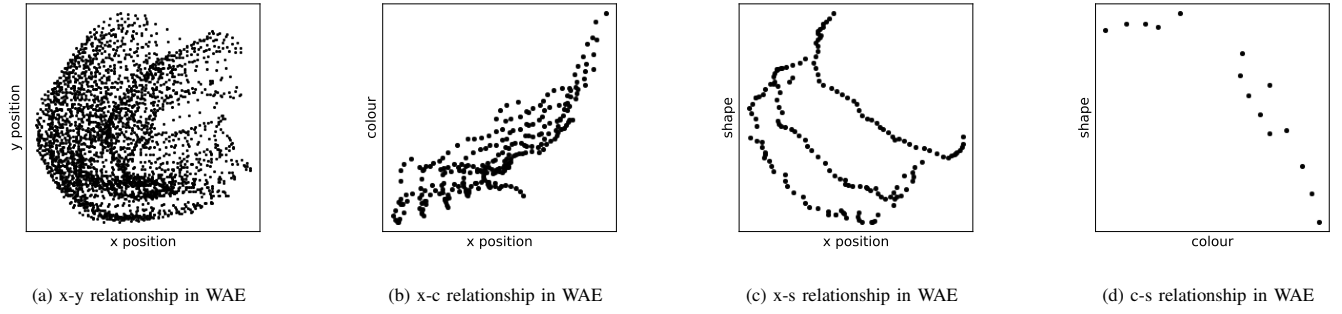 y position
x position
(a) x-y relationship in WAE
colour
x position
(b) x-c relationship in WAE
shape
x position
(c) x-s relationship in WAE
shape
colour
(d) c-s relationship in WAE